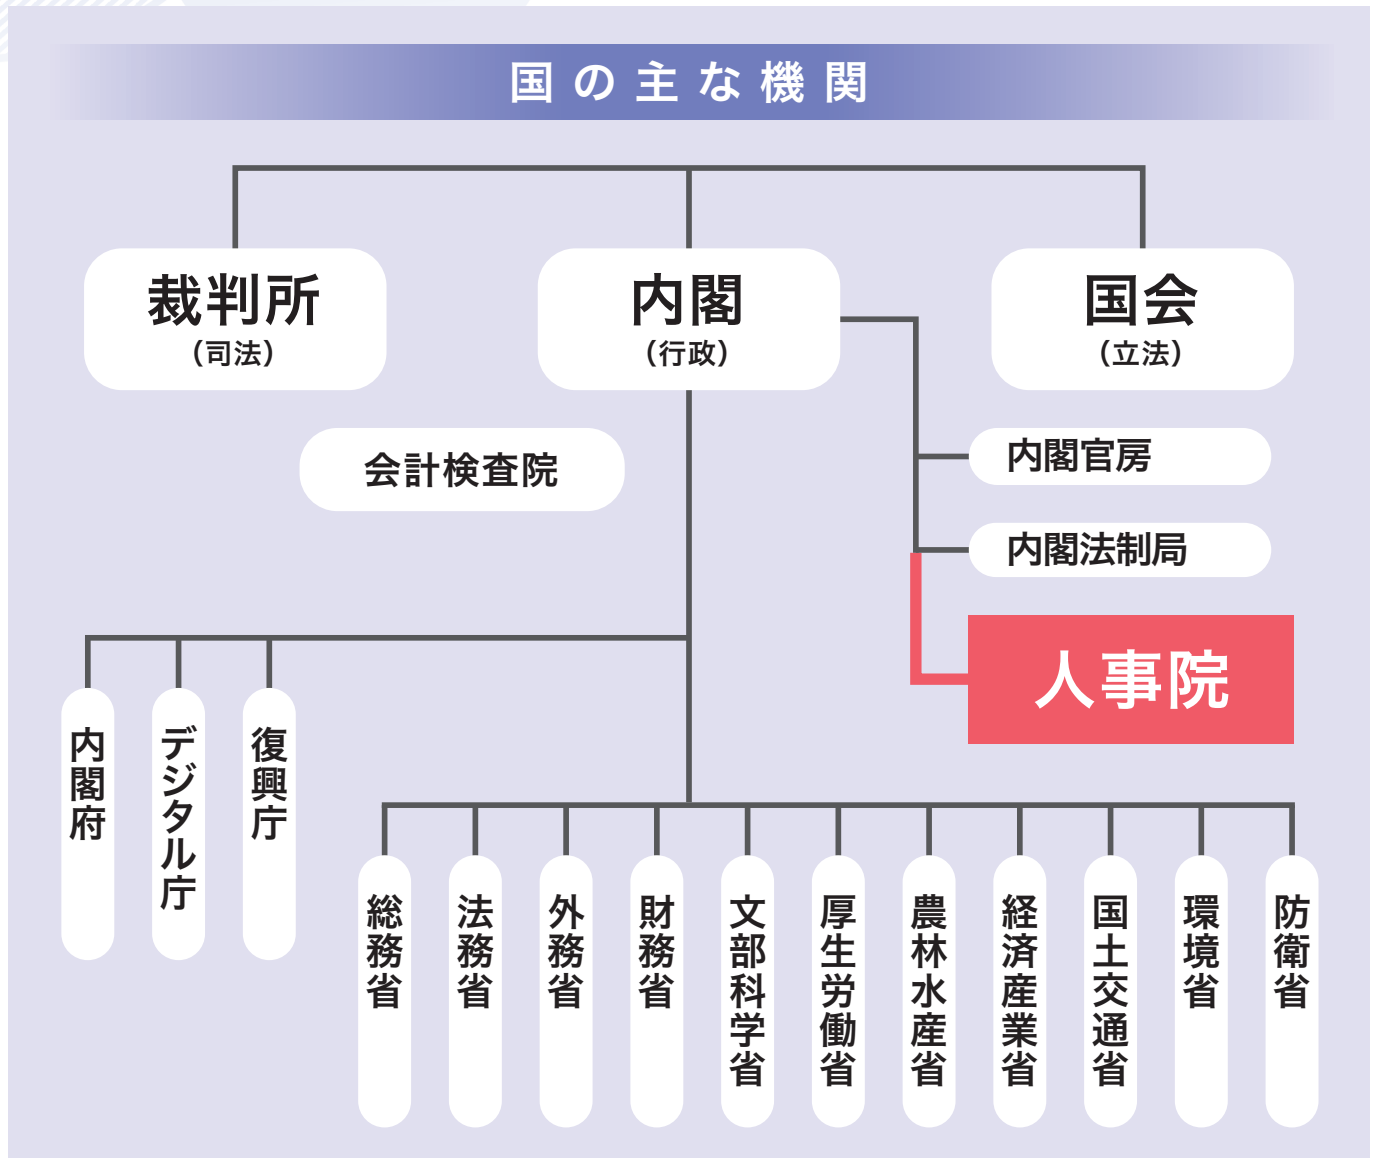 国の主な機関
裁判所
（司法）
内閣
（行政）
国会
（立法）
会計検査院
内閣官房
内閣法制局
人事院
内閣府
デジタル庁
復興庁
総務省
法務省
外務省
財務省
文部科学省
厚生労働省
農林水産省
経済産業省
国土交通省
環境省
防衛省